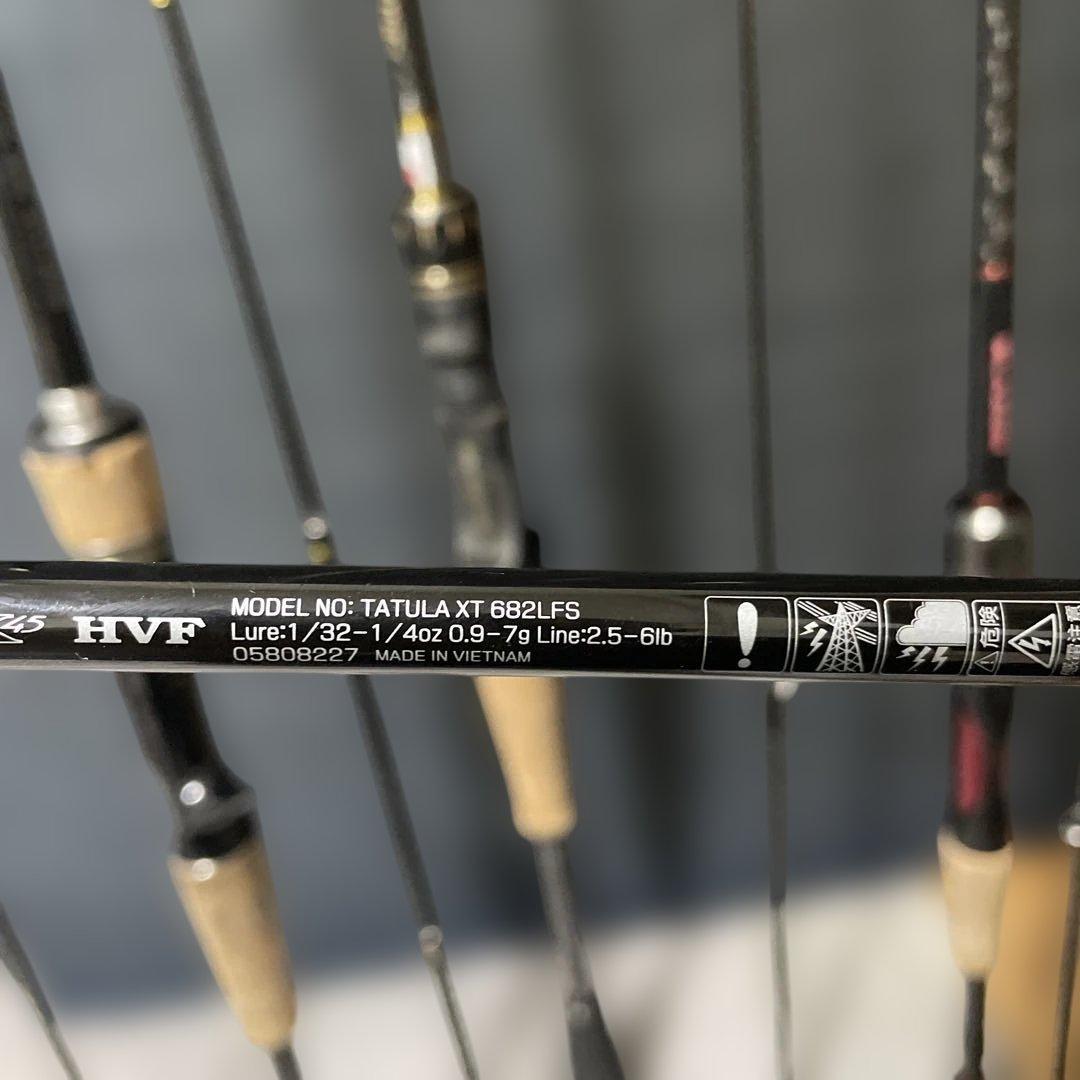 X45
HVF
MODEL NO: TATULA XT 682LFS
Lure:1/32-1/4oz 0.9-7g Line:2.5-6lb
05808227 MADE IN VIETNAM
危険